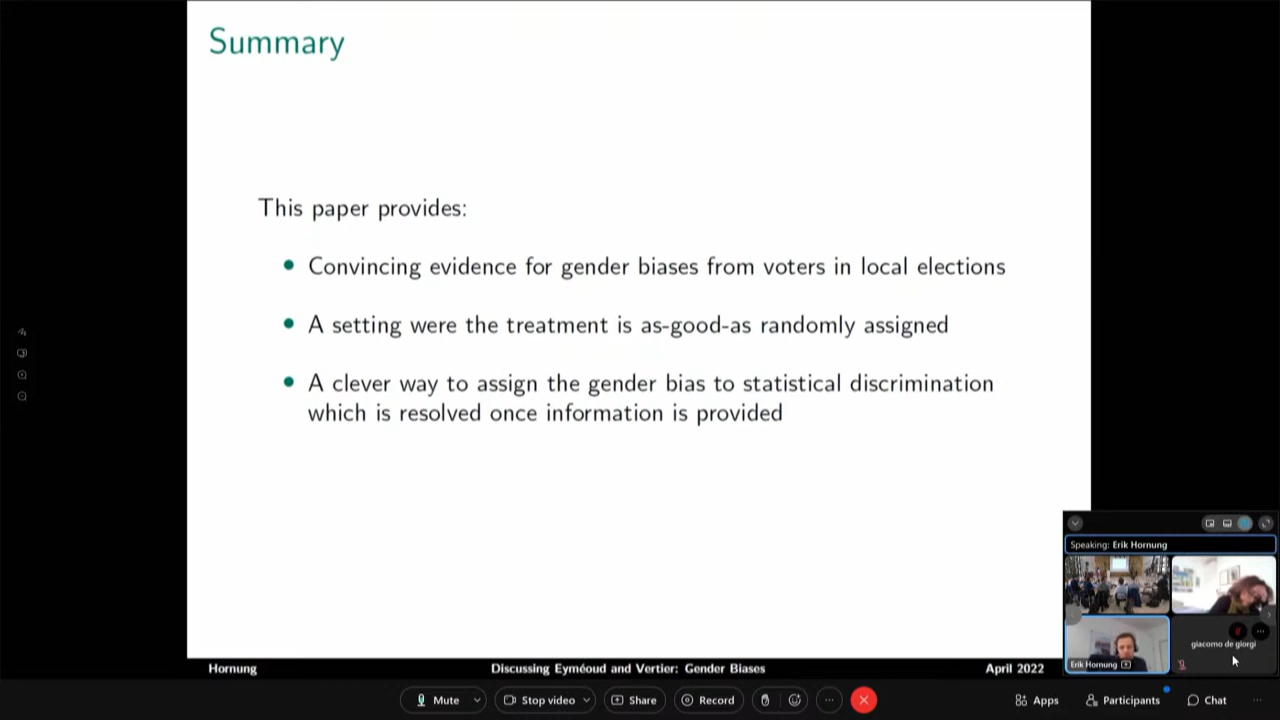 Summary
This paper provides:
Convincing evidence for gender biases from voters in local elections
A setting were the treatment is as-good-as randomly assigned
A clever way to assign the gender bias to statistical discrimination
which is resolved once information is provided
Speaking: Erik Hornung
giacomo de giorgi
Erik Hornung
Hornung
Discussing Eyméoud and Vertier: Gender Biases
April 2022
Mute
Stop video
Share
Record
Apps
Participants
Chat